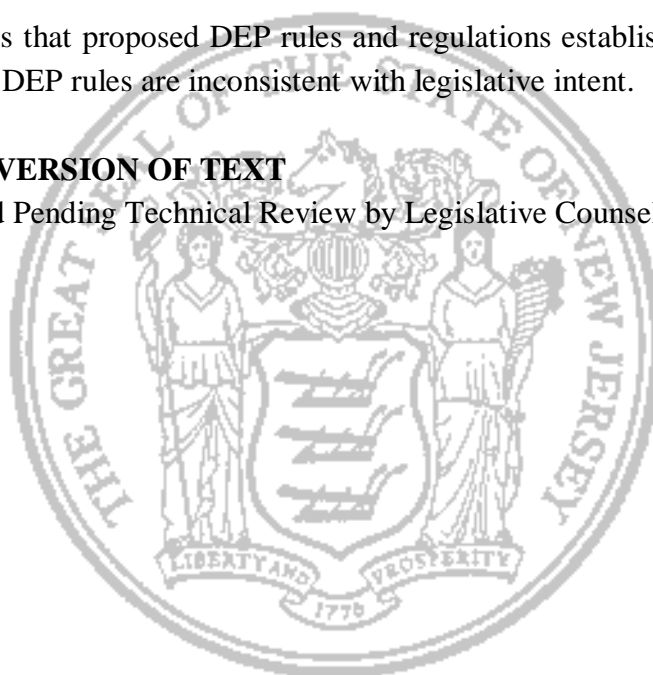 s that proposed DEP rules and regulations establis
DEP rules are inconsistent with legislative intent.
VERSION OF TEXT
d Pending Technical Review by Legislative Counsel
THE GREAT SEAL OF THE STATE OF NEW JERSEY
LIBERTY AND PROSPERITY
1776